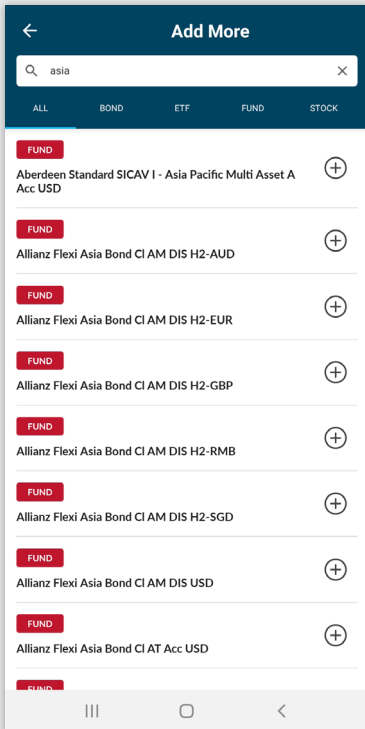 Add More
asia
ALL BOND ETF FUND STOCK
FUND
Aberdeen Standard SICAV I - Asia Pacific Multi Asset A
Acc USD
FUND
Allianz Flexi Asia Bond Cl AM DIS H2-AUD
FUND
Allianz Flexi Asia Bond Cl AM DIS H2-EUR
FUND
Allianz Flexi Asia Bond Cl AM DIS H2-GBP
FUND
Allianz Flexi Asia Bond Cl AM DIS H2-RMB
FUND
Allianz Flexi Asia Bond Cl AM DIS H2-SGD
FUND
Allianz Flexi Asia Bond Cl AM DIS USD
FUND
Allianz Flexi Asia Bond Cl AT Acc USD
FUND